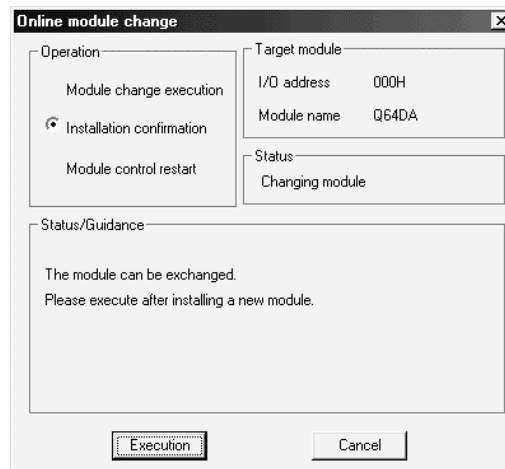 Online module change
Operation
Module change execution
Installation confirmation
Module control restart
Target module
I/O address 000H
Module name Q64DA
Status
Changing module
Status/Guidance
The module can be exchanged.
Please execute after installing a new module.
Execution Cancel